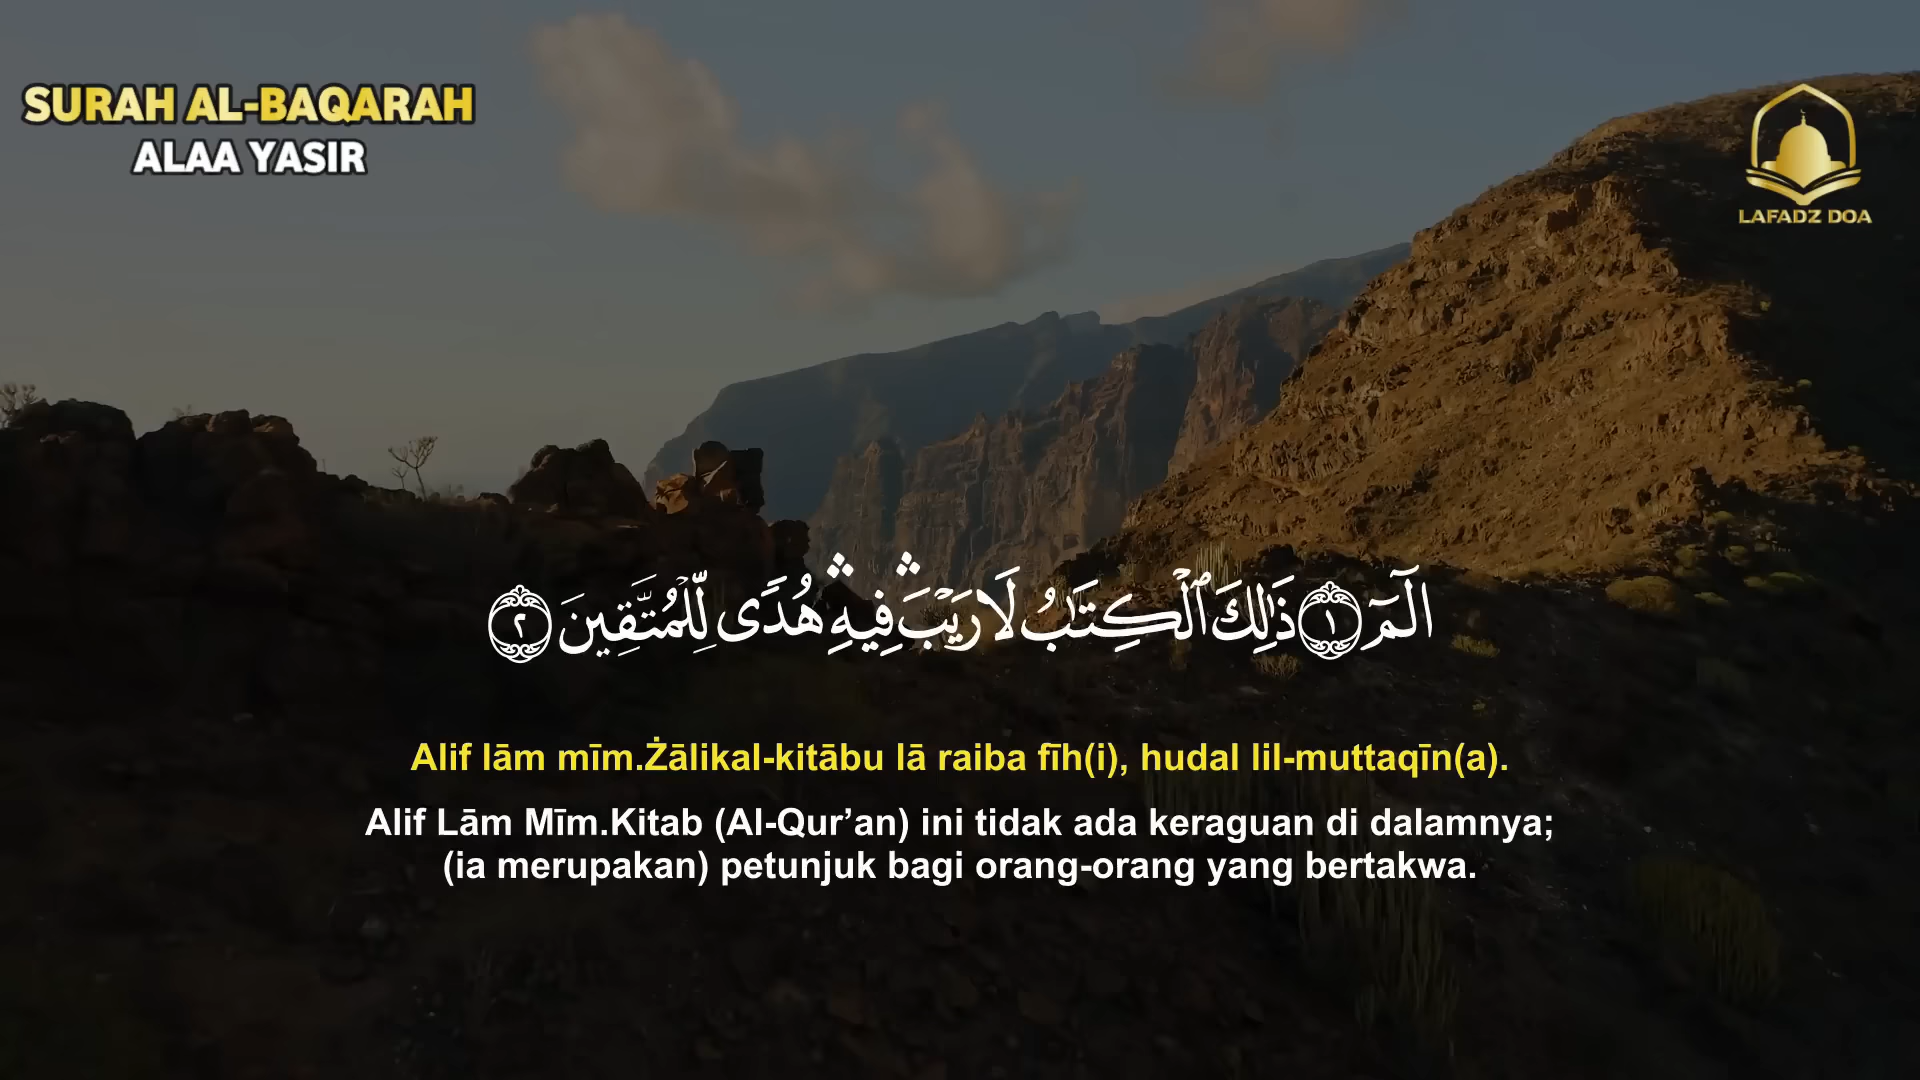 SURAH AL-BAQARAH
ALAA YASIR
LAFADZ DOA
الٓمٓ ١ ذَٰلِكَ ٱلْكِتَٰبُ لَا رَيْبَ ۛ فِيهِ ۛ هُدًى لِّلْمُتَّقِينَ ٢
Alif lām mīm.Żālikal-kitābu lā raiba fīh(i), hudal lil-muttaqīn(a).
Alif Lām Mīm.Kitab (Al-Qur’an) ini tidak ada keraguan di dalamnya;
(ia merupakan) petunjuk bagi orang-orang yang bertakwa.